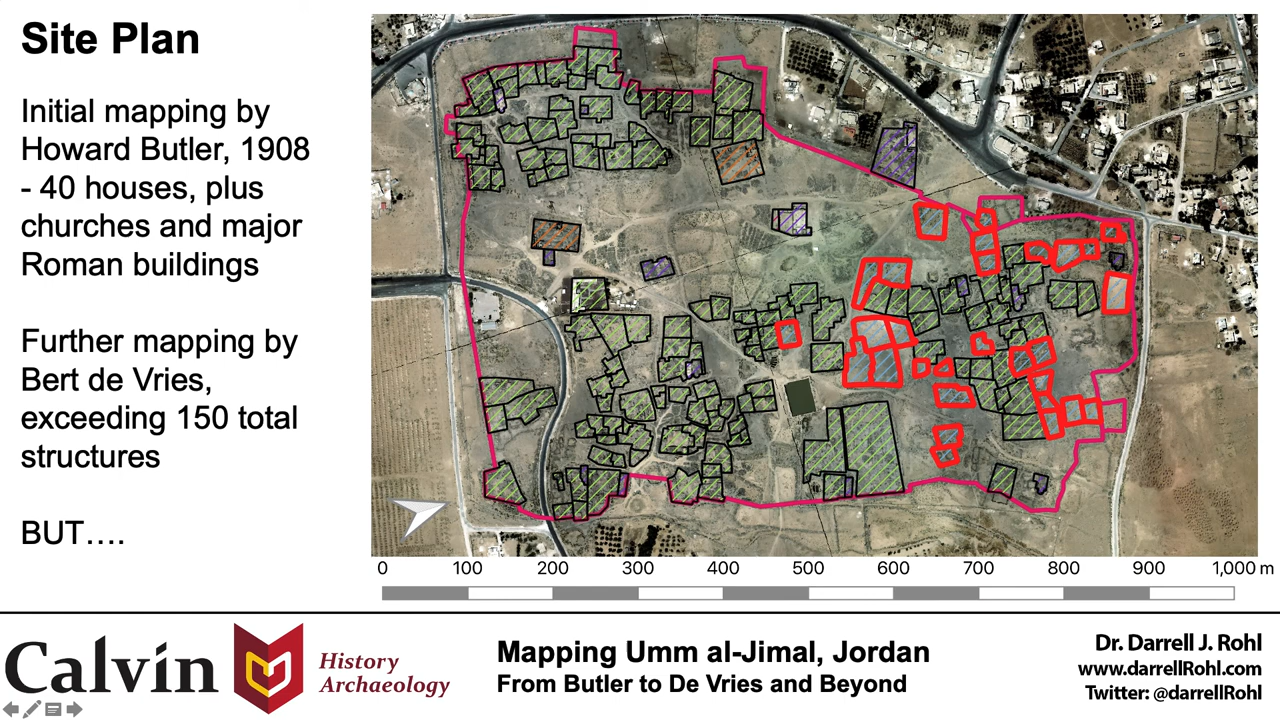 Site Plan
Initial mapping by
Howard Butler, 1908
- 40 houses, plus
churches and major
Roman buildings
Further mapping by
Bert de Vries,
exceeding 150 total
structures
BUT....
0 100 200 300 400 500 600 700 800 900 1,000 m
Calvin
History
Archaeology
Mapping Umm al-Jimal, Jordan
From Butler to De Vries and Beyond
Dr. Darrell J. Rohl
www.darrellRohl.com
Twitter: @darrellRohl